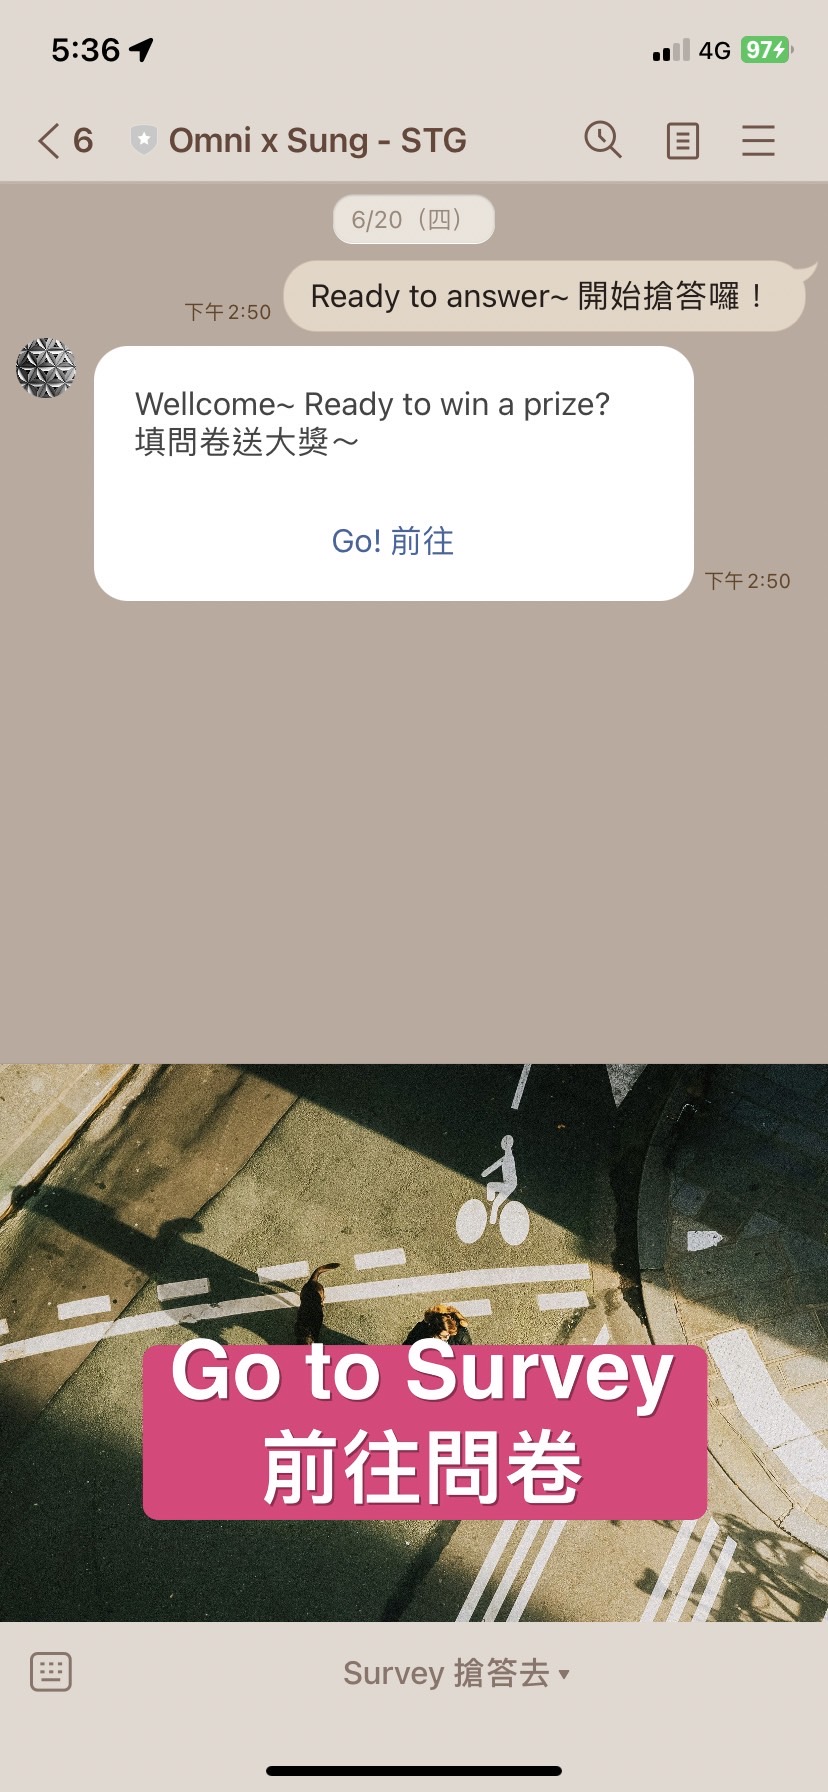 5:36
4G
97
6
Omni x Sung - STG
6/20（四）
下午 2:50
Ready to answer~ 開始搶答囉！
Wellcome~ Ready to win a prize?
填問卷送大獎～
Go! 前往
下午 2:50
Go to Survey
前往問卷
Survey 搶答去